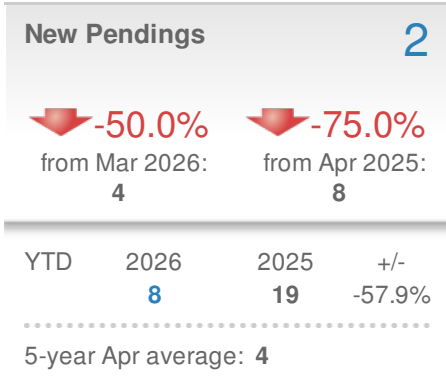 New Pendings 2
-50.0% -75.0%
from Mar 2026: from Apr 2025:
4 8
YTD 2026 2025 +/-
8 19 -57.9%
5-year Apr average: 4